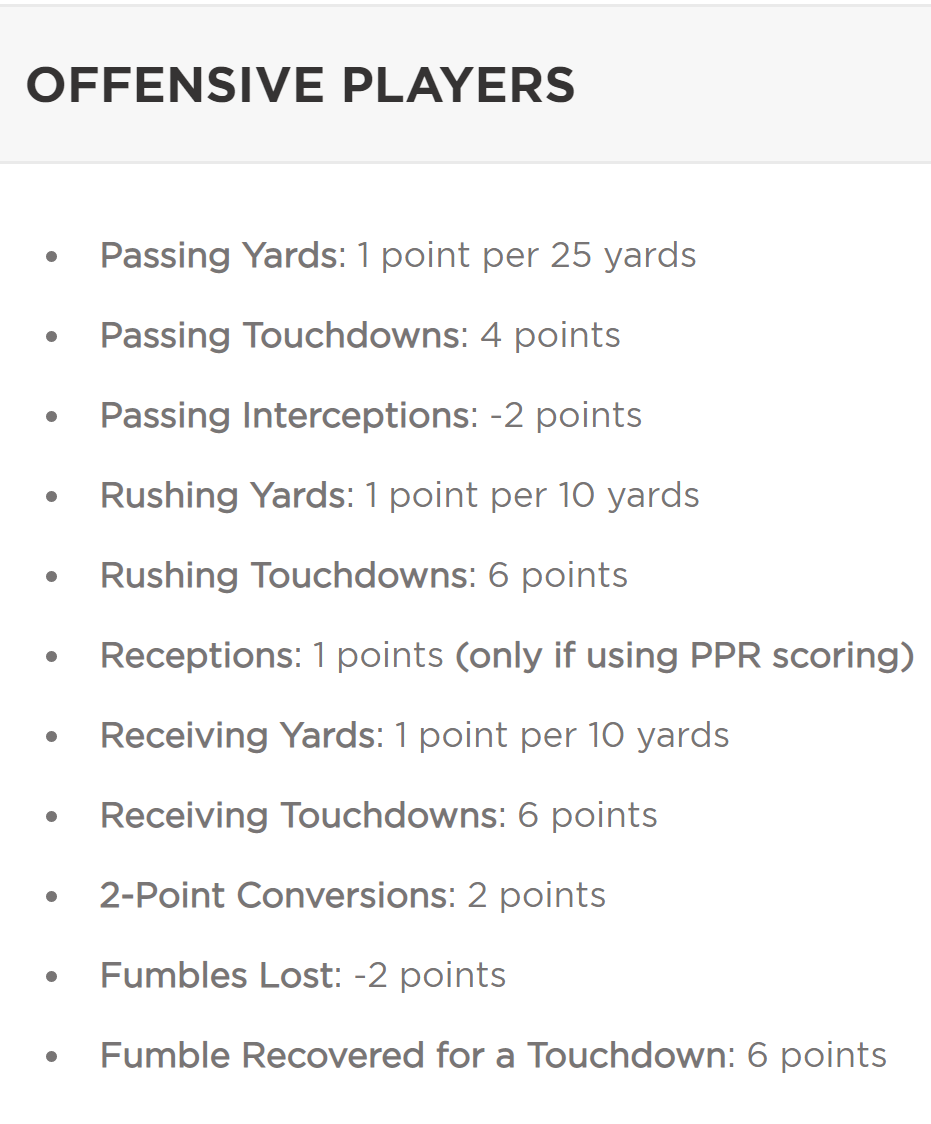 OFFENSIVE PLAYERS
• Passing Yards: 1 point per 25 yards
• Passing Touchdowns: 4 points
• Passing Interceptions: -2 points
• Rushing Yards: 1 point per 10 yards
• Rushing Touchdowns: 6 points
• Receptions: 1 points (only if using PPR scoring)
• Receiving Yards: 1 point per 10 yards
• Receiving Touchdowns: 6 points
• 2-Point Conversions: 2 points
• Fumbles Lost: -2 points
• Fumble Recovered for a Touchdown: 6 points